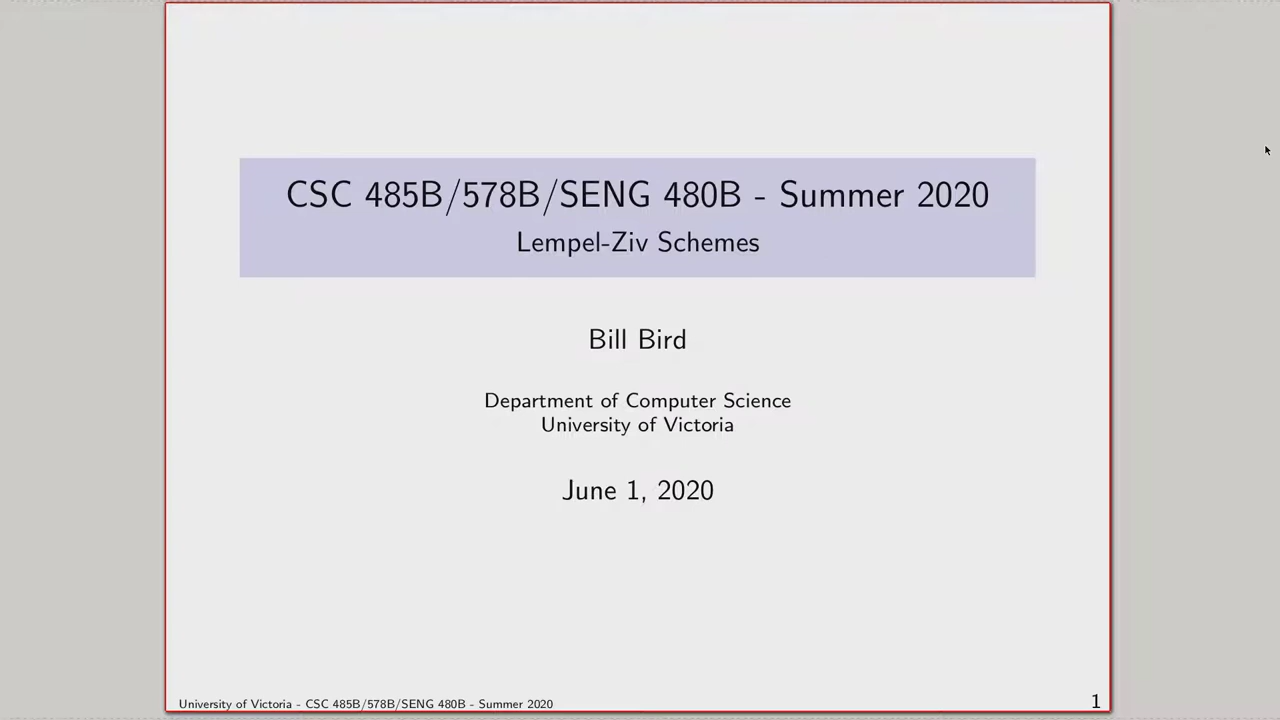 CSC 485B/578B/SENG 480B - Summer 2020
Lempel-Ziv Schemes
Bill Bird
Department of Computer Science
University of Victoria
June 1, 2020
University of Victoria - CSC 485B/578B/SENG 480B - Summer 2020
1